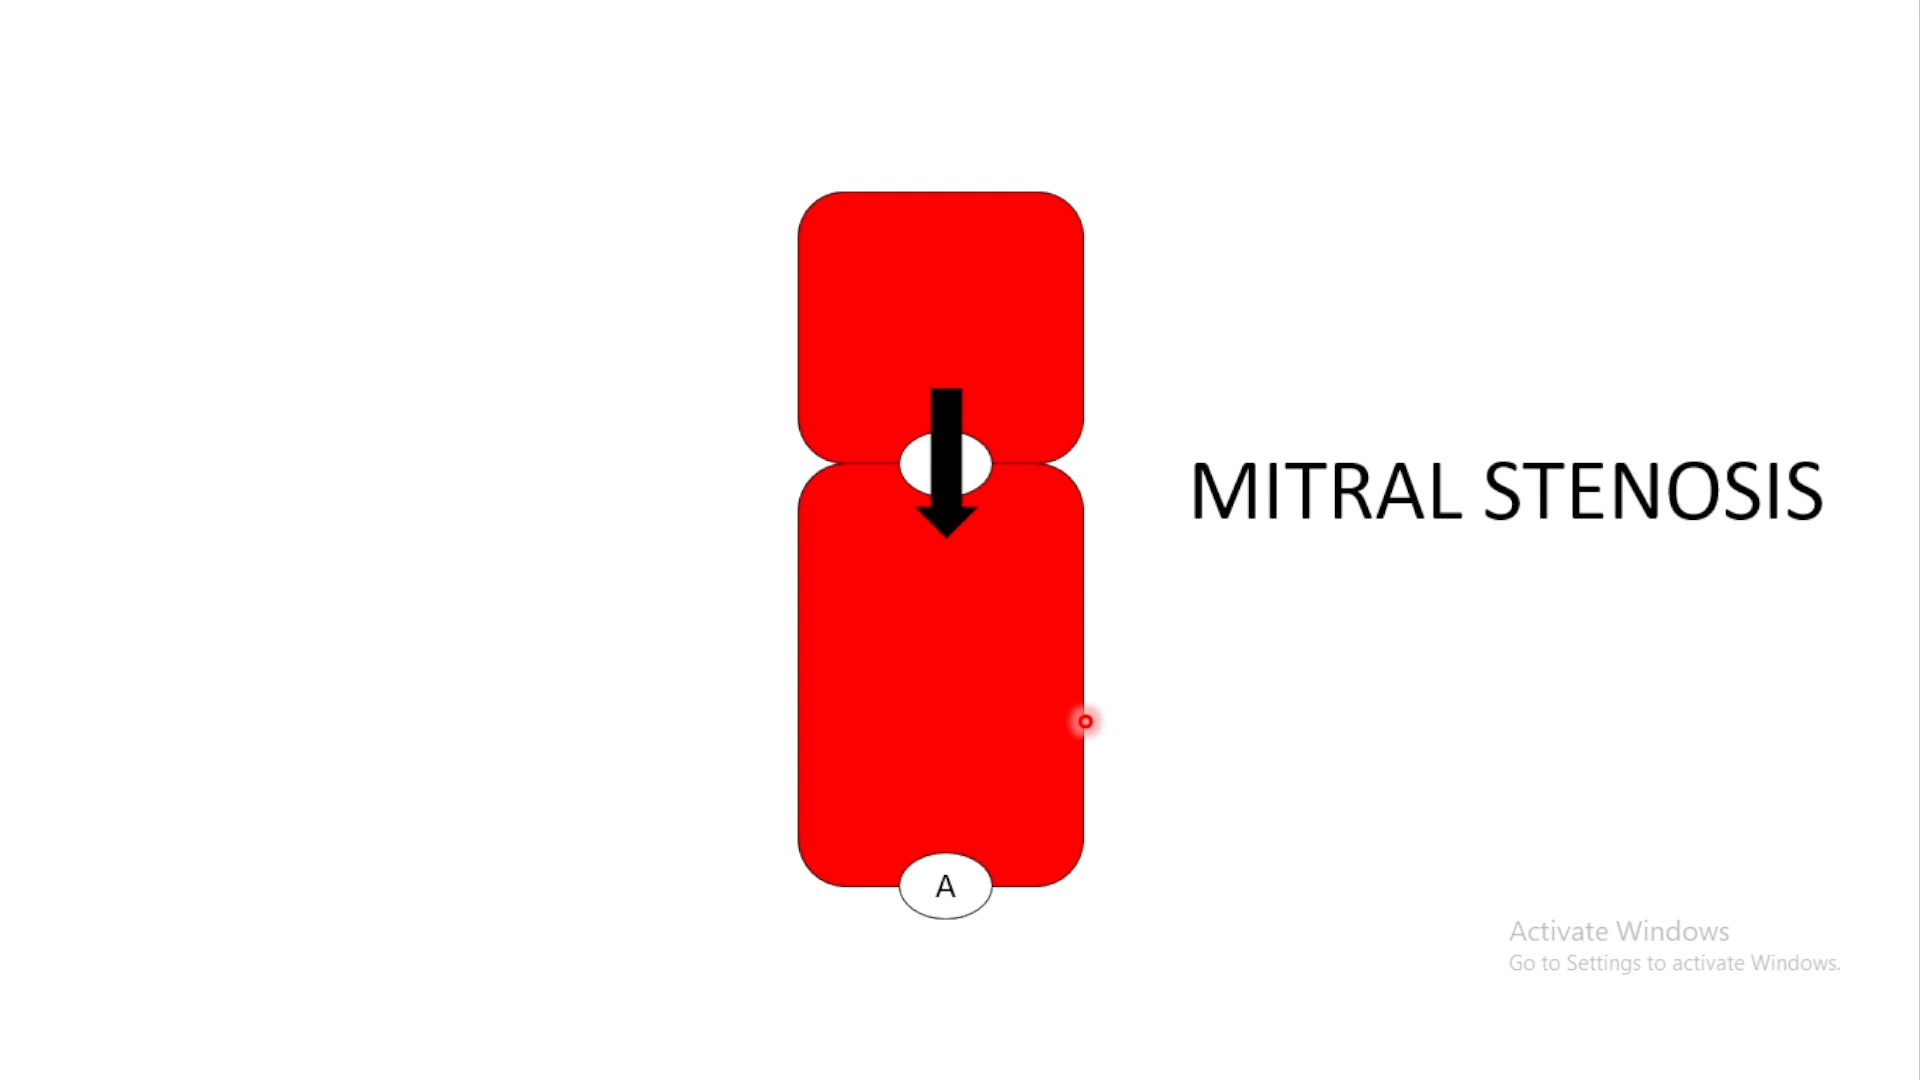 MITRAL STENOSIS
A
Activate Windows
Go to Settings to activate Windows.